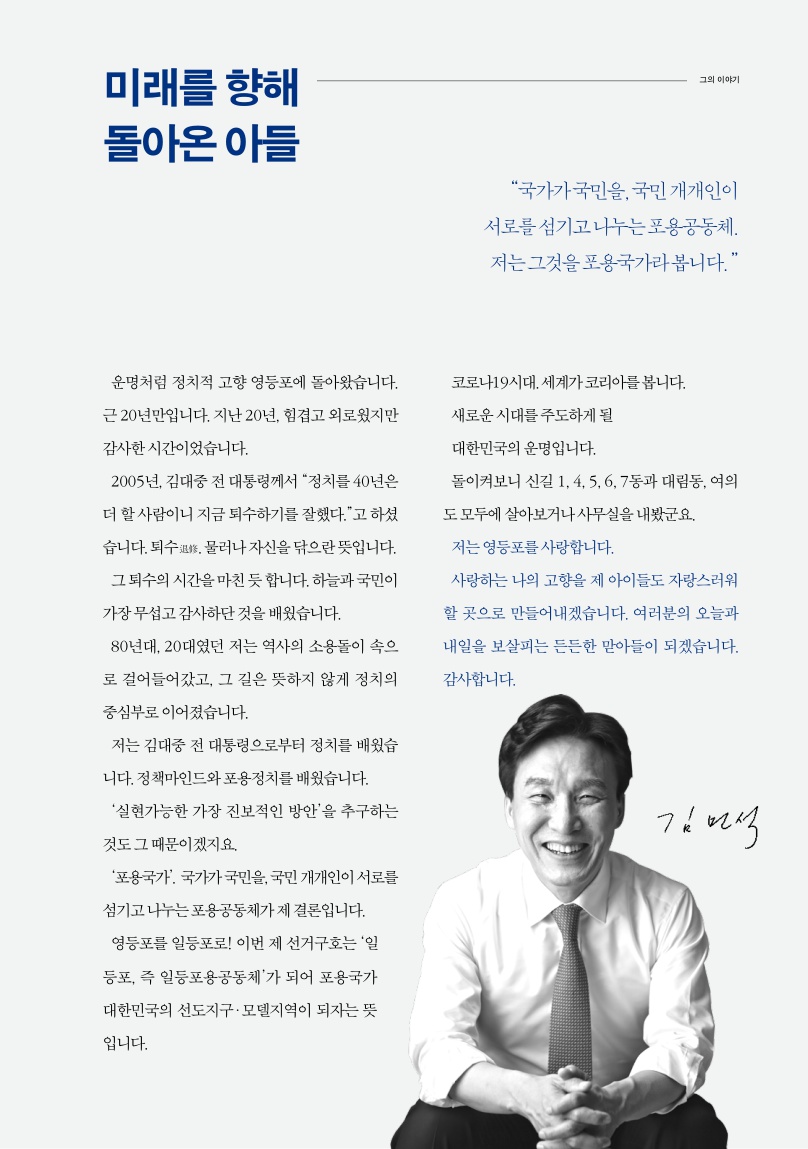 미래를 향해
돌아온 아들
그의 이야기
“국가가 국민을, 국민 개개인이
서로를 섬기고 나누는 포용공동체.
저는 그것을 포용국가라 봅니다.”
운명처럼 정치적 고향 영등포에 돌아왔습니다.
근 20년만입니다. 지난 20년, 힘겹고 외로웠지만
감사한 시간이었습니다.
2005년, 김대중 전 대통령께서 “정치를 40년은
더 할 사람이니 지금 퇴수하기를 잘했다.”고 하셨
습니다. 퇴수退修. 물러나 자신을 닦으란 뜻입니다.
그 퇴수의 시간을 마친 듯 합니다. 하늘과 국민이
가장 무섭고 감사하단 것을 배웠습니다.
80년대, 20대였던 저는 역사의 소용돌이 속으
로 걸어들어갔고, 그 길은 뜻하지 않게 정치의
중심부로 이어졌습니다.
저는 김대중 전 대통령으로부터 정치를 배웠습
니다. 정책마인드와 포용정치를 배웠습니다.
‘실현가능한 가장 진보적인 방안’을 추구하는
것도 그 때문이겠지요.
‘포용국가’. 국가가 국민을, 국민 개개인이 서로를
섬기고 나누는 포용공동체가 제 결론입니다.
영등포를 일등포로! 이번 제 선거구호는 ‘일
등포, 즉 일등포용공동체’가 되어 포용국가
대한민국의 선도지구·모델지역이 되자는 뜻
입니다.
코로나19시대. 세계가 코리아를 봅니다.
새로운 시대를 주도하게 될
대한민국의 운명입니다.
돌이켜보니 신길 1, 4, 5, 6, 7동과 대림동, 여의
도 모두에 살아보거나 사무실을 내봤군요.
저는 영등포를 사랑합니다.
사랑하는 나의 고향을 제 아이들도 자랑스러워
할 곳으로 만들어내겠습니다. 여러분의 오늘과
내일을 보살피는 든든한 맏아들이 되겠습니다.
감사합니다.
김민석